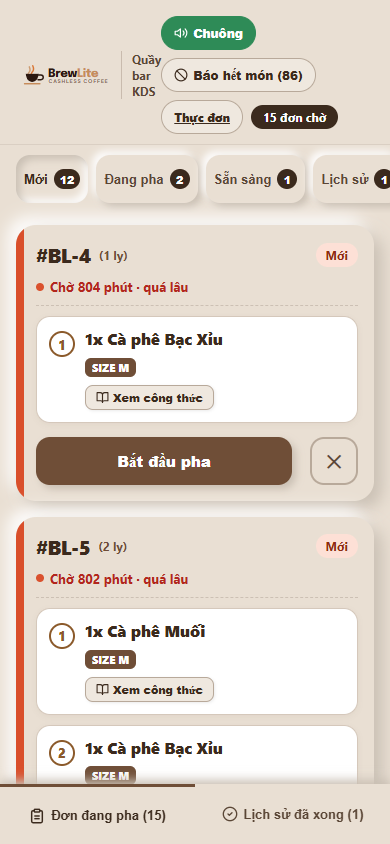 Chuông
BrewLite
CASHLESS COFFEE
Quầy
bar
KDS
Báo hết món (86)
Thực đơn
15 đơn chờ
Mới 12
Đang pha 2
Sẵn sàng 1
Lịch sử 1
#BL-4 (1 ly)
Mới
Chờ 804 phút · quá lâu
1
1x Cà phê Bạc Xỉu
SIZE M
Xem công thức
Bắt đầu pha
#BL-5 (2 ly)
Mới
Chờ 802 phút · quá lâu
1
1x Cà phê Muối
SIZE M
Xem công thức
2
1x Cà phê Bạc Xỉu
SIZE M
Đơn đang pha (15)
Lịch sử đã xong (1)